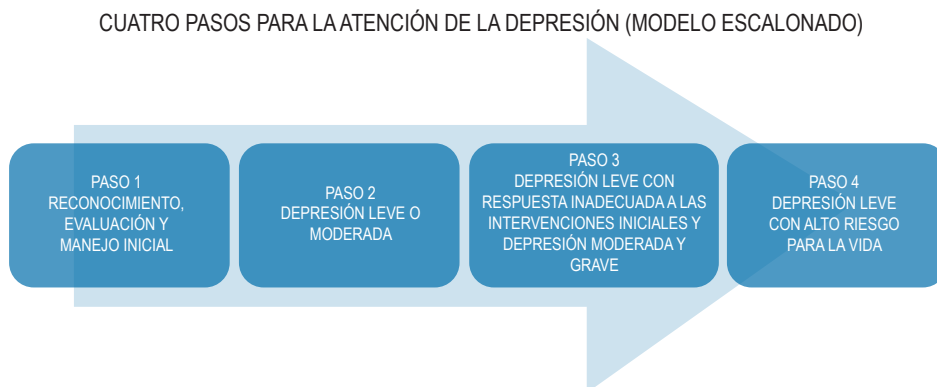 CUATRO PASOS PARA LA ATENCIÓN DE LA DEPRESIÓN (MODELO ESCALONADO)
PASO 1
RECONOCIMIENTO,
EVALUACIÓN Y
MANEJO INICIAL
PASO 2
DEPRESIÓN LEVE O
MODERADA
PASO 3
DEPRESIÓN LEVE CON
RESPUESTA INADECUADA A LAS
INTERVENCIONES INICIALES Y
DEPRESIÓN MODERADA Y
GRAVE
PASO 4
DEPRESIÓN LEVE
CON ALTO RIESGO
PARA LA VIDA